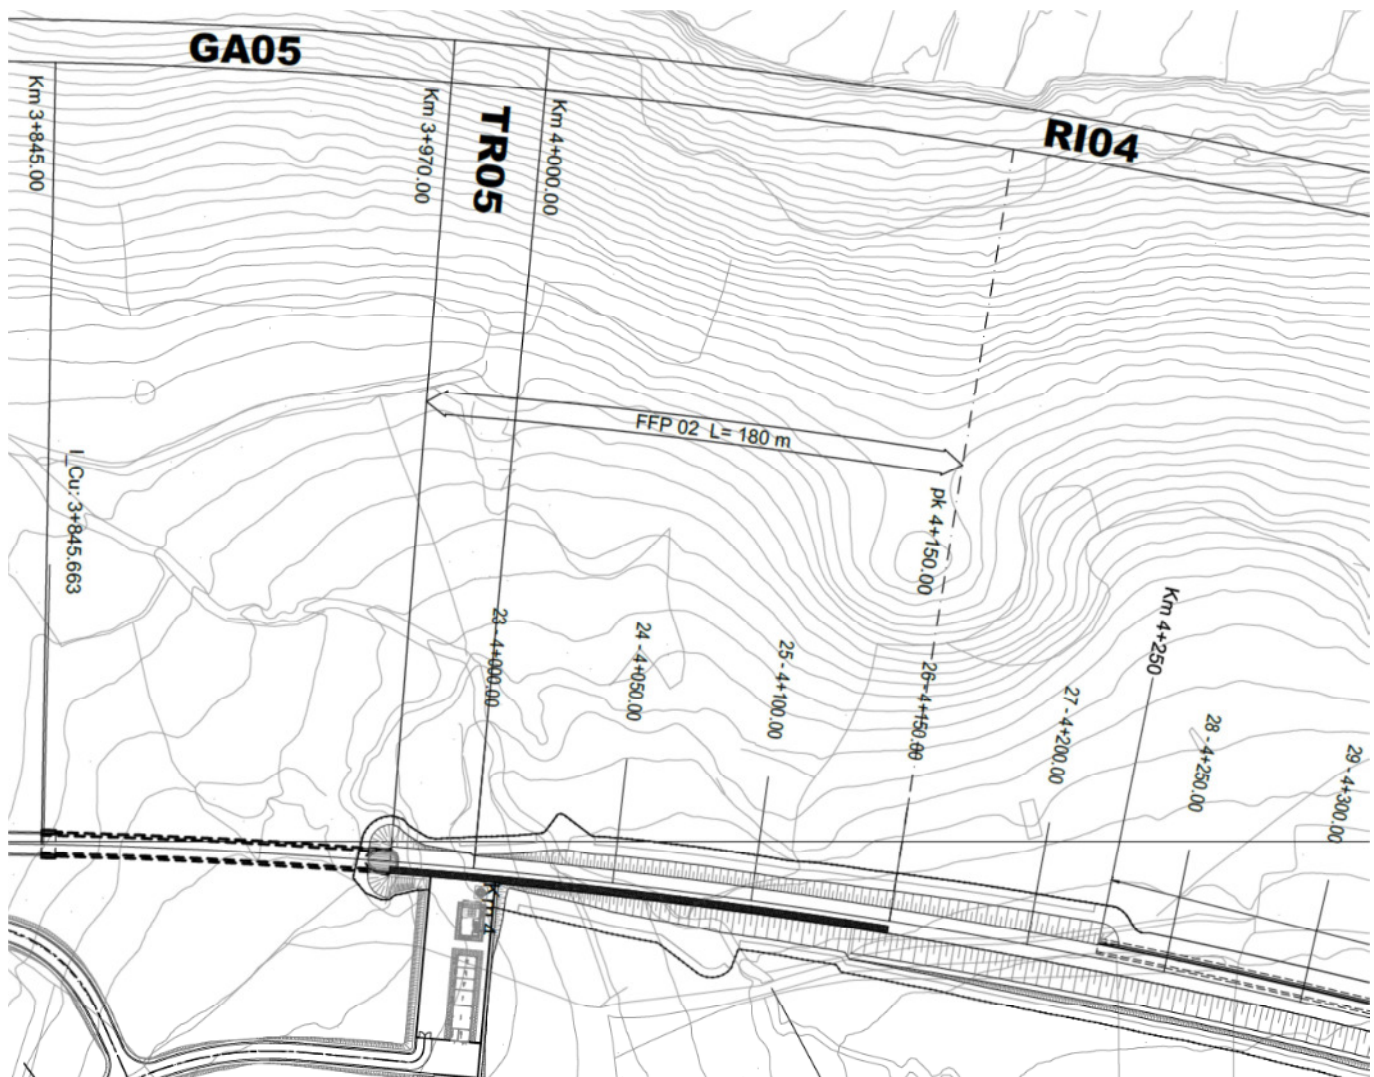 GA05
TR05
RI04
Km 3+845.00
Km 3+970.00
Km 4+000.00
FFP 02 L= 180 m
pk 4+150.00
I_Cu: 3+845.663
Km 4+250
23 - 4+000.00
24 - 4+050.00
25 - 4+100.00
26 - 4+150.00
27 - 4+200.00
28 - 4+250.00
29 - 4+300.00